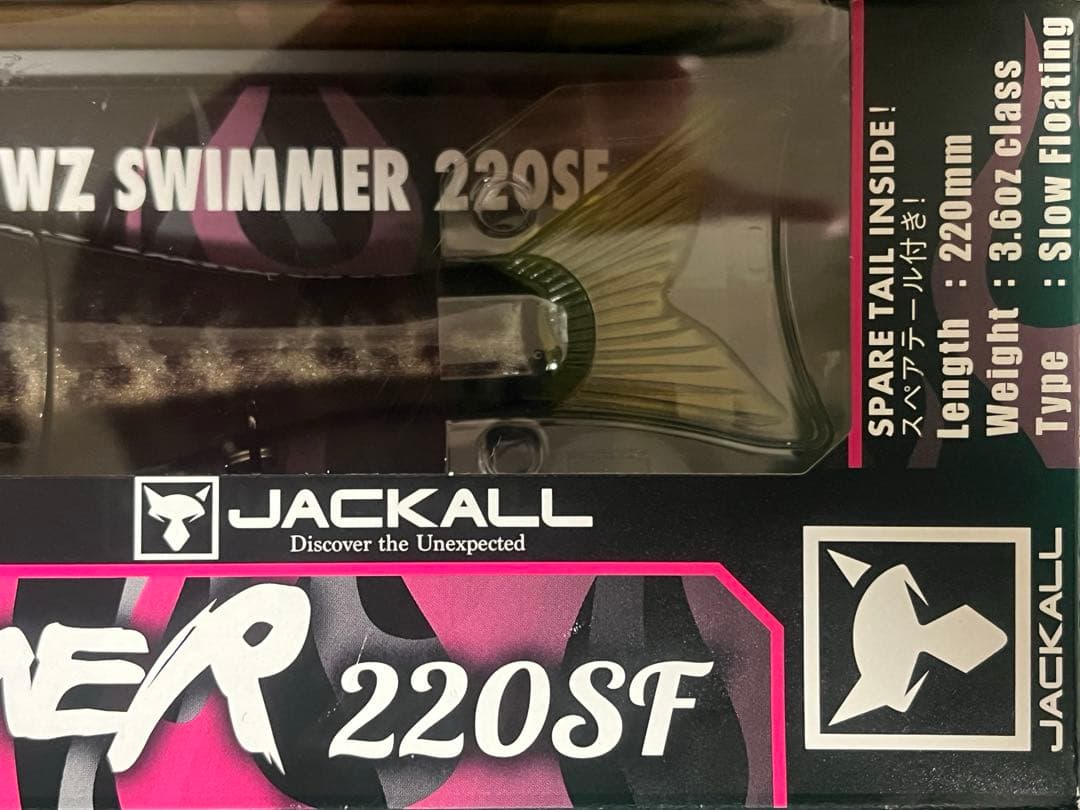 WZ SWIMMER 220SF
SPARE TAIL INSIDE!
スペアテール付き!
Length : 220mm
Weight : 3.6oz class
Type : Slow Floating
JACKALL
Discover the Unexpected
MER 220SF
JACKALL